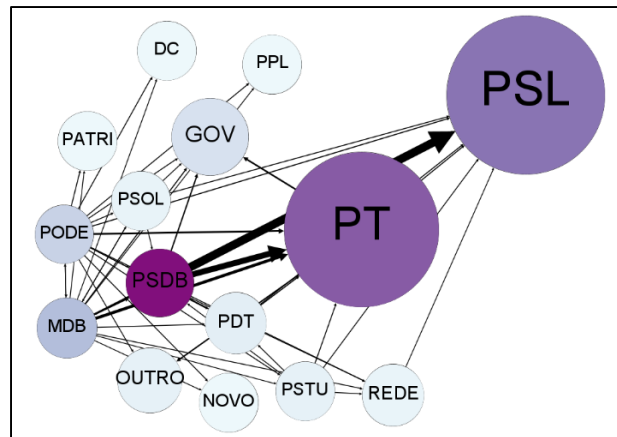 DC
PPL
PSL
GOV
PATRI
PSOL
PT
PODE
PSDB
MDB
PDT
OUTRO
NOVO
PSTU
REDE